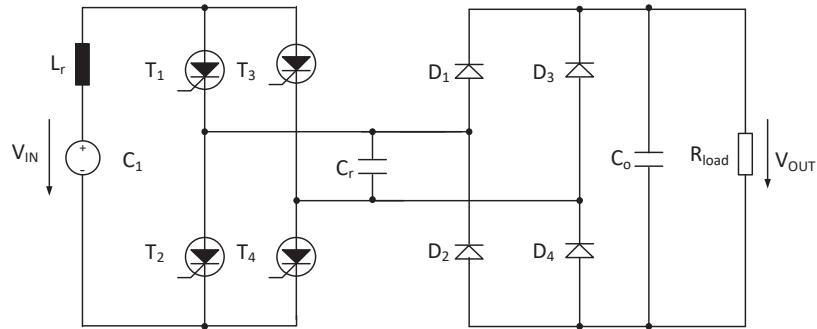 Lr
T1
T3
D1
D3
VIN
+
-
C1
Cr
Co
Rload
VOUT
T2
T4
D2
D4